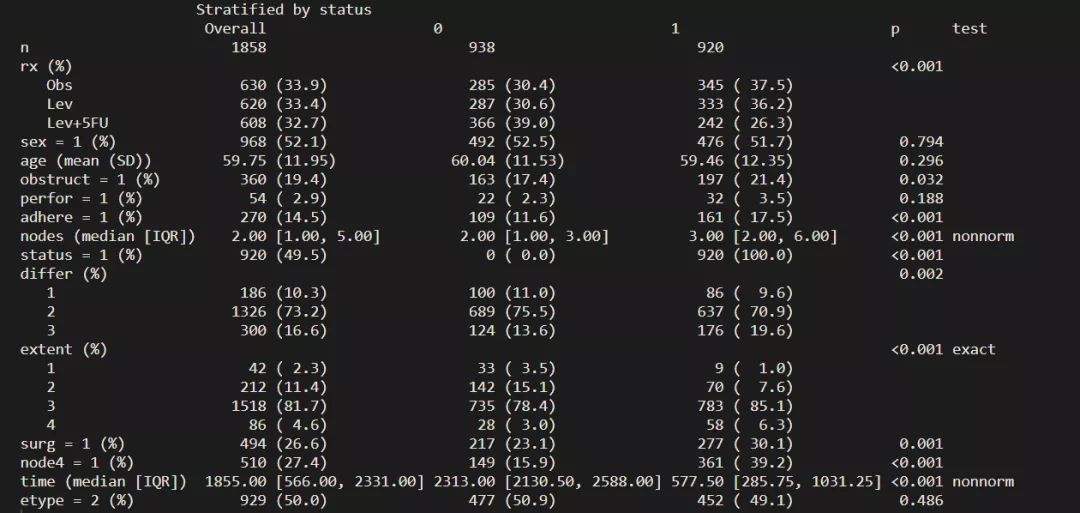 Stratified by status
Overall 0 1 p test
n 1858 938 920
rx (%) <0.001
Obs 630 (33.9) 285 (30.4) 345 ( 37.5)
Lev 620 (33.4) 287 (30.6) 333 ( 36.2)
Lev+5FU 608 (32.7) 366 (39.0) 242 ( 26.3)
sex = 1 (%) 968 (52.1) 492 (52.5) 476 ( 51.7) 0.794
age (mean (SD)) 59.75 (11.95) 60.04 (11.53) 59.46 (12.35) 0.296
obstruct = 1 (%) 360 (19.4) 163 (17.4) 197 ( 21.4) 0.032
perfor = 1 (%) 54 ( 2.9) 22 ( 2.3) 32 ( 3.5) 0.188
adhere = 1 (%) 270 (14.5) 109 (11.6) 161 ( 17.5) <0.001
nodes (median [IQR]) 2.00 [1.00, 5.00] 2.00 [1.00, 3.00] 3.00 [2.00, 6.00] <0.001 nonnorm
status = 1 (%) 920 (49.5) 0 ( 0.0) 920 (100.0) <0.001
differ (%) 0.002
1 186 (10.3) 100 (11.0) 86 ( 9.6)
2 1326 (73.2) 689 (75.5) 637 ( 70.9)
3 300 (16.6) 124 (13.6) 176 ( 19.6)
extent (%) <0.001 exact
1 42 ( 2.3) 33 ( 3.5) 9 ( 1.0)
2 212 (11.4) 142 (15.1) 70 ( 7.6)
3 1518 (81.7) 735 (78.4) 783 ( 85.1)
4 86 ( 4.6) 28 ( 3.0) 58 ( 6.3)
surg = 1 (%) 494 (26.6) 217 (23.1) 277 ( 30.1) 0.001
node4 = 1 (%) 510 (27.4) 149 (15.9) 361 ( 39.2) <0.001
time (median [IQR]) 1855.00 [566.00, 2331.00] 2313.00 [2130.50, 2588.00] 577.50 [285.75, 1031.25] <0.001 nonnorm
etype = 2 (%) 929 (50.0) 477 (50.9) 452 ( 49.1) 0.486